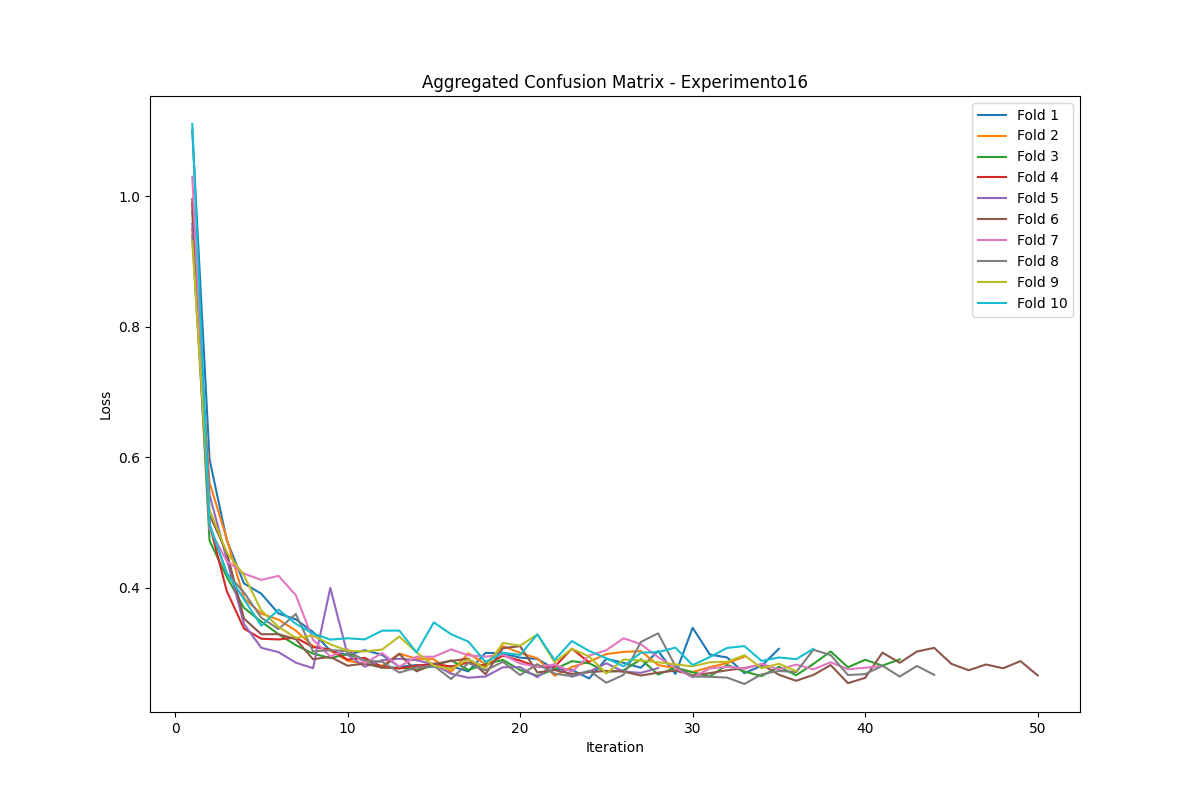 Aggregated Confusion Matrix - Experimento16
Loss
1.0
0.8
0.6
0.4
0
10
20
30
40
50
Iteration
Fold 1
Fold 2
Fold 3
Fold 4
Fold 5
Fold 6
Fold 7
Fold 8
Fold 9
Fold 10